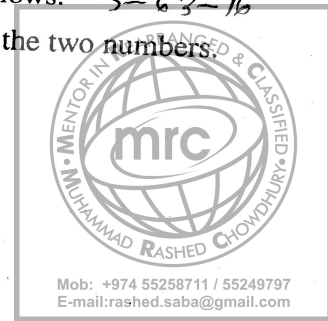 the two numbers.
MENTOR IN REARRANGED & CLASSIFIED
mrc
• MUHAMMAD RASHED CHOWDHURY •
Mob: +974 55258711 / 55249797
E-mail:rashed.saba@gmail.com